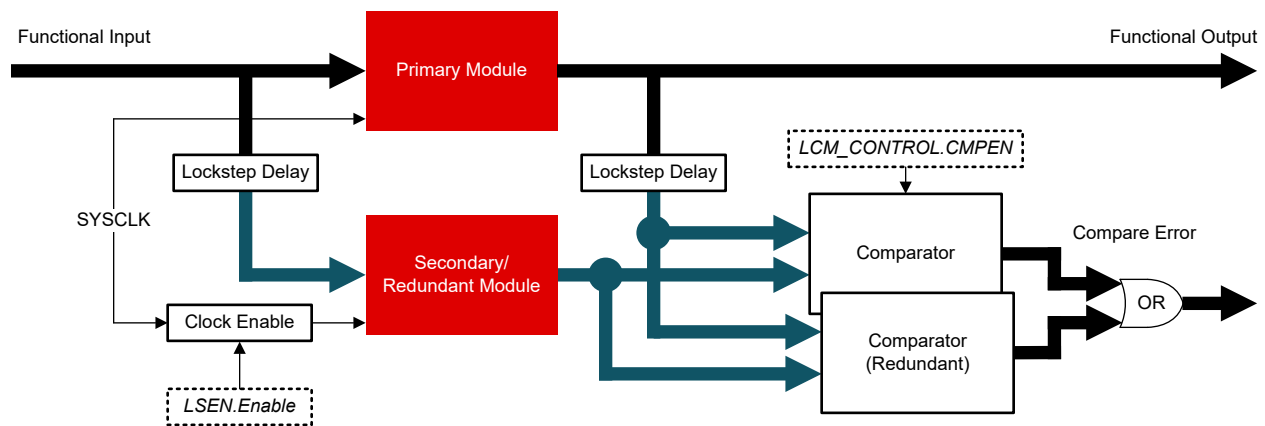 Functional Input
Primary Module
Functional Output
LCM_CONTROL.CMPEN
Lockstep Delay
Lockstep Delay
SYSCLK
Secondary/
Redundant Module
Comparator
Compare Error
Clock Enable
OR
Comparator
(Redundant)
LSEN.Enable